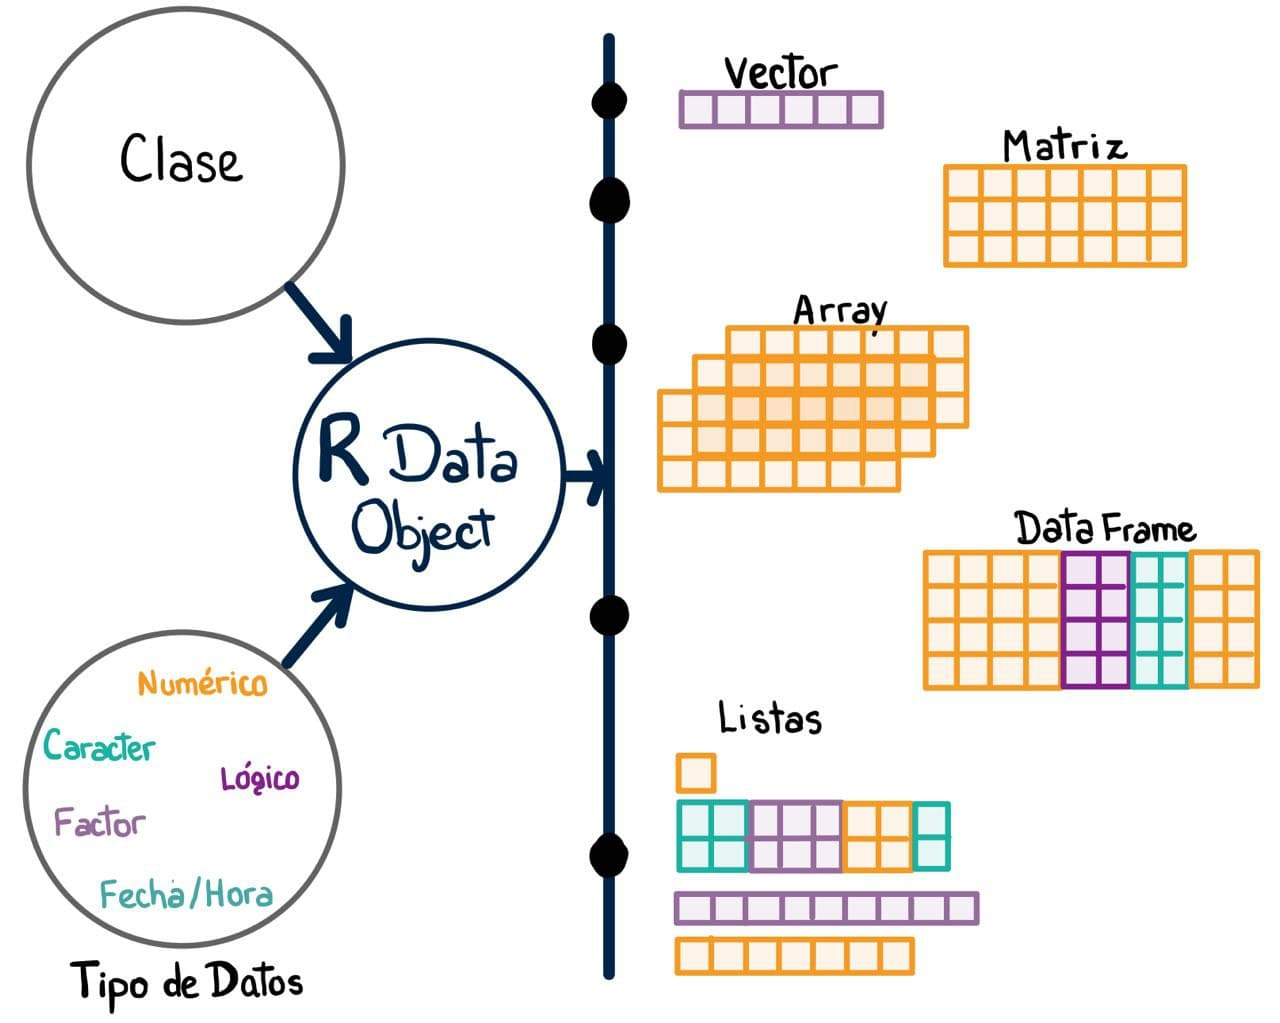 Clase
R Data
Object
Numérico
Caracter
Lógico
Factor
Fecha/Hora
Tipo de Datos
Vector
Matriz
Array
Data Frame
Listas